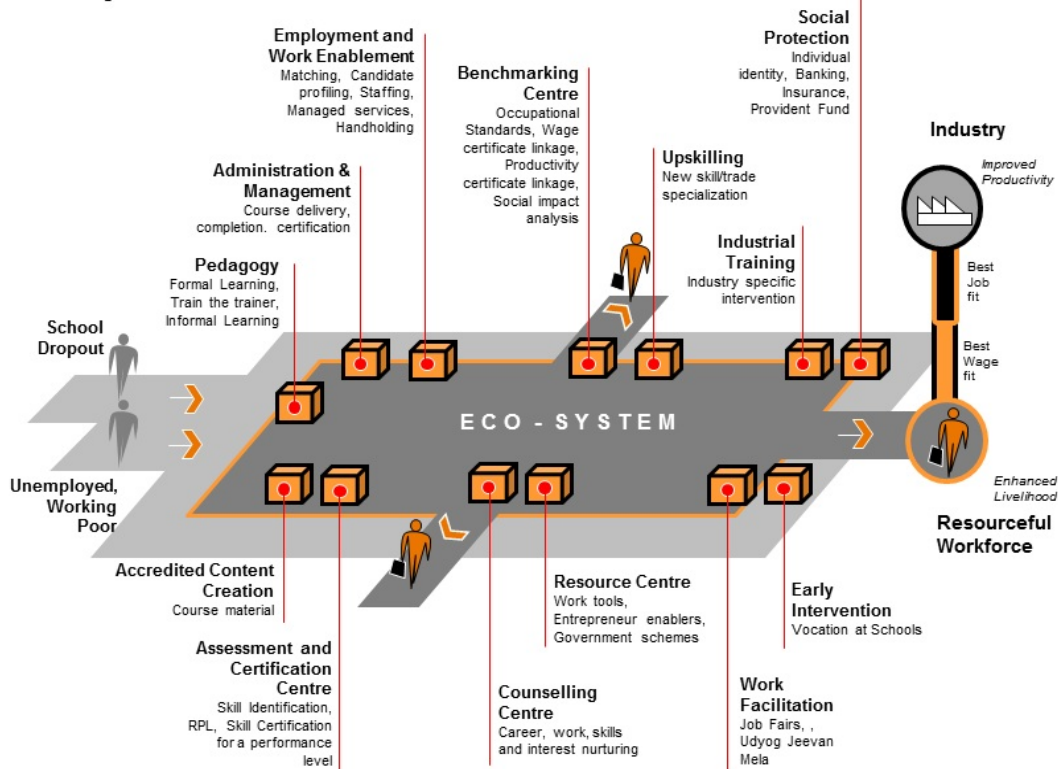 Social
Protection
Individual
identity, Banking,
Insurance,
Provident Fund
Employment and
Work Enablement
Matching, Candidate
profiling, Staffing,
Managed services,
Handholding
Benchmarking
Centre
Occupational
Standards, Wage
certificate linkage,
Productivity
certificate linkage,
Social impact
analysis
Industry
Improved
Productivity
Upskilling
New skill/trade
specialization
Administration &
Management
Course delivery,
completion. certification
Industrial
Training
Industry specific
intervention
Pedagogy
Formal Learning,
Train the trainer,
Informal Learning
Best
Job
fit
School
Dropout
Best
Wage
fit
ECO - SYSTEM
Unemployed,
Working
Poor
Enhanced
Livelihood
Resourceful
Workforce
Accredited Content
Creation
Course material
Resource Centre
Work tools,
Entrepreneur enablers,
Government schemes
Early
Intervention
Vocation at Schools
Assessment and
Certification
Centre
Skill Identification,
RPL, Skill Certification
for a performance
level
Counselling
Centre
Career, work, skills
and interest nurturing
Work
Facilitation
Job Fairs, ,
Udyog Jeevan
Mela